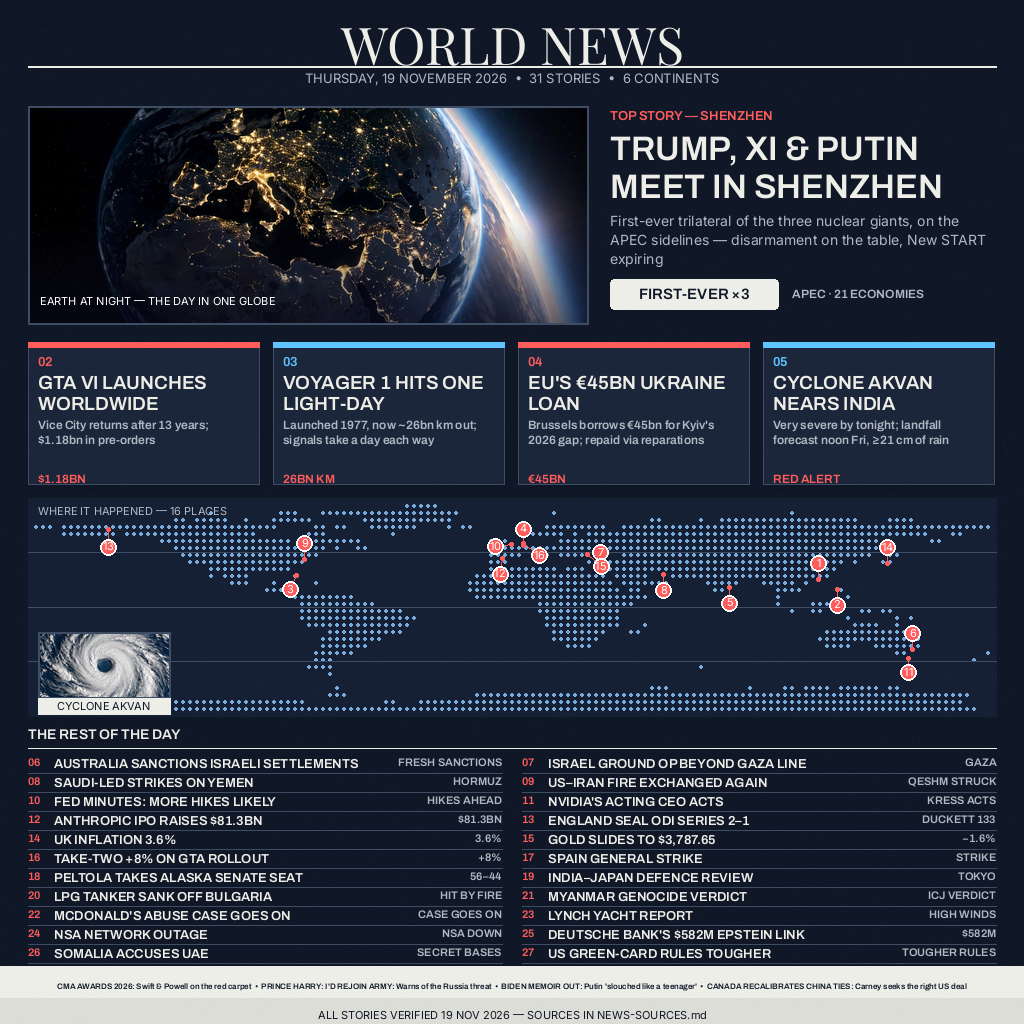 WORLD NEWS
THURSDAY, 19 NOVEMBER 2026 • 31 STORIES • 6 CONTINENTS
EARTH AT NIGHT — THE DAY IN ONE GLOBE
TOP STORY — SHENZHEN
TRUMP, XI & PUTIN
MEET IN SHENZHEN
First-ever trilateral of the three nuclear giants, on the
APEC sidelines — disarmament on the table, New START
expiring
FIRST-EVER ×3
APEC · 21 ECONOMIES
02
GTA VI LAUNCHES
WORLDWIDE
Vice City returns after 13 years;
$1.18bn in pre-orders
$1.18BN
03
VOYAGER 1 HITS ONE
LIGHT-DAY
Launched 1977, now ~26bn km out;
signals take a day each way
26BN KM
04
EU'S €45BN UKRAINE
LOAN
Brussels borrows €45bn for Kyiv's
2026 gap; repaid via reparations
€45BN
05
CYCLONE AKVAN
NEARS INDIA
Very severe by tonight; landfall
forecast noon Fri, ≥21 cm of rain
RED ALERT
WHERE IT HAPPENED — 16 PLACES
4
13
9
10
7
14
16
15
1
12
3
8
5
2
6
11
CYCLONE AKVAN
THE REST OF THE DAY
06 AUSTRALIA SANCTIONS ISRAELI SETTLEMENTS FRESH SANCTIONS
07 ISRAEL GROUND OP BEYOND GAZA LINE GAZA
08 SAUDI-LED STRIKES ON YEMEN HORMUZ
09 US–IRAN FIRE EXCHANGED AGAIN QESHM STRUCK
10 FED MINUTES: MORE HIKES LIKELY HIKES AHEAD
11 NVIDIA'S ACTING CEO ACTS KRESS ACTS
12 ANTHROPIC IPO RAISES $81.3BN $81.3BN
13 ENGLAND SEAL ODI SERIES 2–1 DUCKETT 133
14 UK INFLATION 3.6% 3.6%
15 GOLD SLIDES TO $3,787.65 −1.6%
16 TAKE-TWO +8% ON GTA ROLLOUT +8%
17 SPAIN GENERAL STRIKE STRIKE
18 PELTOLA TAKES ALASKA SENATE SEAT 56–44
19 INDIA–JAPAN DEFENCE REVIEW TOKYO
20 LPG TANKER SANK OFF BULGARIA HIT BY FIRE
21 MYANMAR GENOCIDE VERDICT ICJ VERDICT
22 MCDONALD'S ABUSE CASE GOES ON CASE GOES ON
23 LYNCH YACHT REPORT HIGH WINDS
24 NSA NETWORK OUTAGE NSA DOWN
25 DEUTSCHE BANK'S $582M EPSTEIN LINK $582M
26 SOMALIA ACCUSES UAE SECRET BASES
27 US GREEN-CARD RULES TOUGHER TOUGHER RULES
CMA AWARDS 2026: Swift & Powell on the red carpet • PRINCE HARRY: I'D REJOIN ARMY: Warns of the Russia threat • BIDEN MEMOIR OUT: Putin 'slouched like a teenager' • CANADA RECALIBRATES CHINA TIES: Carney seeks the right US deal
ALL STORIES VERIFIED 19 NOV 2026 — SOURCES IN NEWS-SOURCES.md